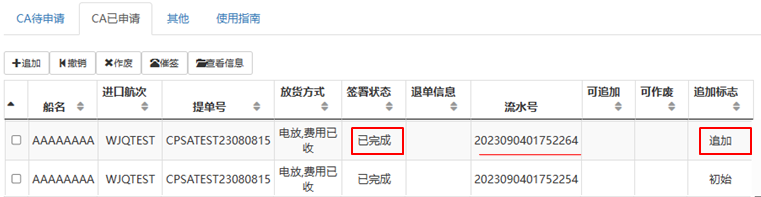 CA待申请 CA已申请 其他 使用指南
追加 撤销 作废 催签 查看信息
船名 进口航次 提单号 放货方式 签署状态 退单信息 流水号 可追加 可作废 追加标志
AAAAAAAA WJQTEST CPSATEST23080815 电放,费用已收 已完成 2023090401752264 追加
AAAAAAAA WJQTEST CPSATEST23080815 电放,费用已收 已完成 2023090401752254 初始